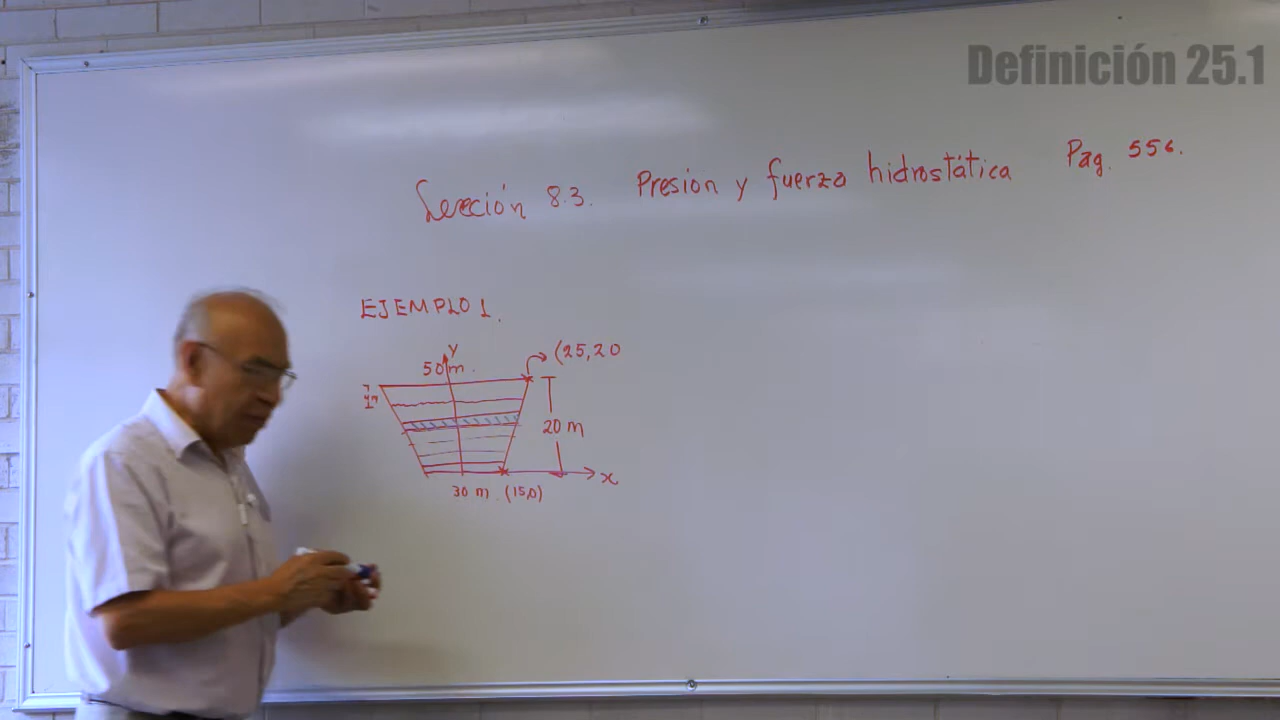 Definición 25.1
Sección 8.3. Presión y fuerza hidrostática Pag. 556.
EJEMPLO 1.
y
50 m.
(25,20
20 m
x
30 m. (15,0)